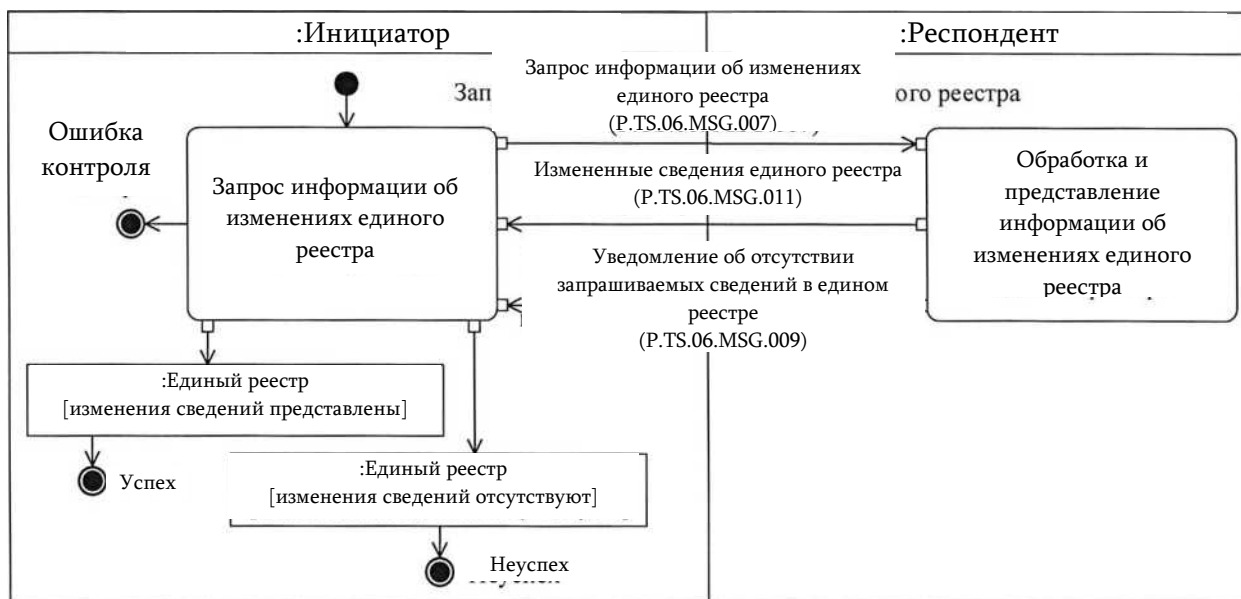 :Инициатор
:Респондент
Запрос информации об изменениях
единого реестра
(P.TS.06.MSG.007)
Зап
ого реестра
Ошибка
контроля
Запрос информации об
изменениях единого
реестра
Измененные сведения единого реестра
(P.TS.06.MSG.011)
Обработка и
представление
информации об
изменениях единого
реестра
Уведомление об отсутствии
запрашиваемых сведений в едином
реестре
(P.TS.06.MSG.009)
:Единый реестр
[изменения сведений представлены]
Успех
:Единый реестр
[изменения сведений отсутствуют]
Неуспех